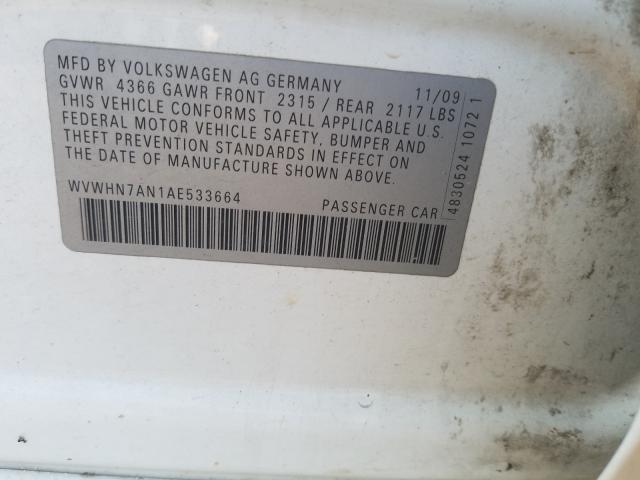 MFD BY VOLKSWAGEN AG GERMANY 11/09
GVWR 4366 GAWR FRONT 2315 / REAR 2117 LBS
THIS VEHICLE CONFORMS TO ALL APPLICABLE U.S.
FEDERAL MOTOR VEHICLE SAFETY, BUMPER AND
THEFT PREVENTION STANDARDS IN EFFECT ON
THE DATE OF MANUFACTURE SHOWN ABOVE.
WVWHN7AN1AE533664 PASSENGER CAR
4830524 1072 1